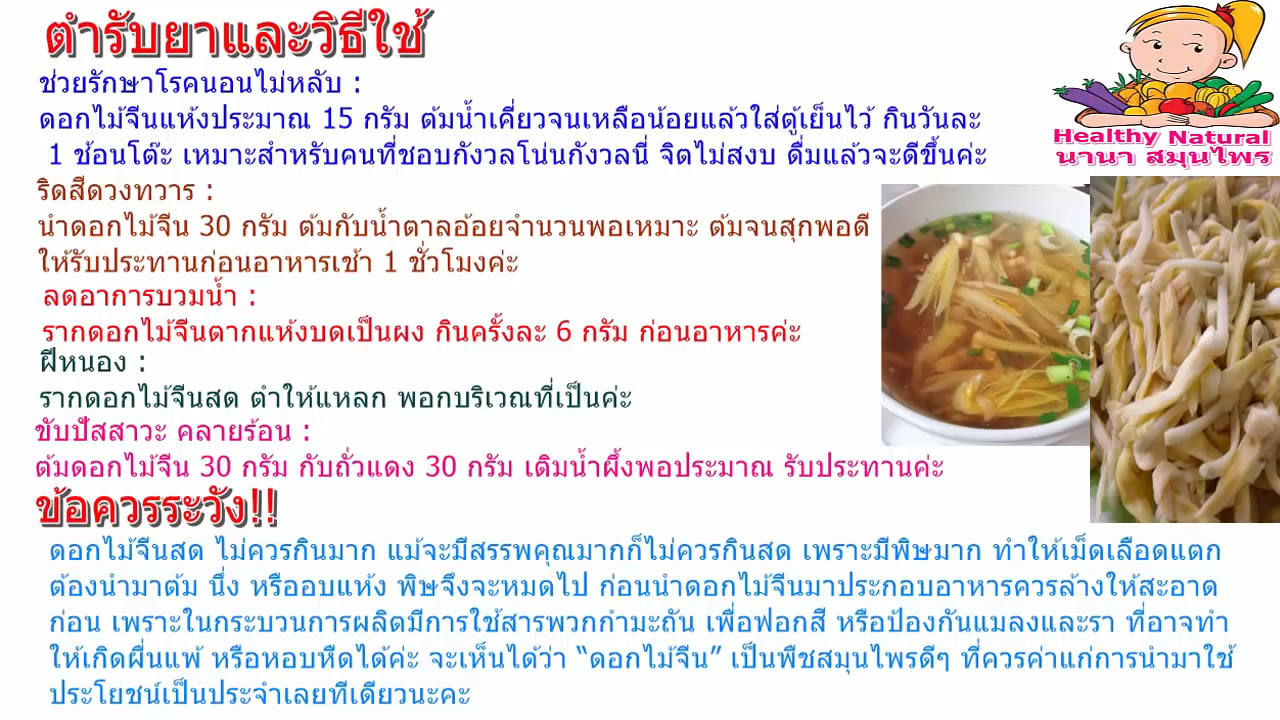 ตำรับยาและวิธีใช้
ช่วยรักษาโรคนอนไม่หลับ :
ดอกไม้จีนแห้งประมาณ 15 กรัม ต้มน้ำเคี่ยวจนเหลือน้อยแล้วใส่ตู้เย็นไว้ กินวันละ
1 ช้อนโต๊ะ เหมาะสำหรับคนที่ชอบกังวลโน่นกังวลนี่ จิตไม่สงบ ดื่มแล้วจะดีขึ้นค่ะ
Healthy Natural
นานา สมุนไพร
ริดสีดวงทวาร :
นำดอกไม้จีน 30 กรัม ต้มกับน้ำตาลอ้อยจำนวนพอเหมาะ ต้มจนสุกพอดี
ให้รับประทานก่อนอาหารเช้า 1 ชั่วโมงค่ะ
ลดอาการบวมน้ำ :
รากดอกไม้จีนตากแห้งบดเป็นผง กินครั้งละ 6 กรัม ก่อนอาหารค่ะ
ฝีหนอง :
รากดอกไม้จีนสด ตำให้แหลก พอกบริเวณที่เป็นค่ะ
ขับปัสสาวะ คลายร้อน :
ต้มดอกไม้จีน 30 กรัม กับถั่วแดง 30 กรัม เติมน้ำผึ้งพอประมาณ รับประทานค่ะ
ข้อควรระวัง!!
ดอกไม้จีนสด ไม่ควรกินมาก แม้จะมีสรรพคุณมากก็ไม่ควรกินสด เพราะมีพิษมาก ทำให้เม็ดเลือดแตก
ต้องนำมาต้ม นึ่ง หรืออบแห้ง พิษจึงจะหมดไป ก่อนนำดอกไม้จีนมาประกอบอาหารควรล้างให้สะอาด
ก่อน เพราะในกระบวนการผลิตมีการใช้สารพวกกำมะถัน เพื่อฟอกสี หรือป้องกันแมลงและรา ที่อาจทำ
ให้เกิดผื่นแพ้ หรือหอบหืดได้ค่ะ จะเห็นได้ว่า “ดอกไม้จีน” เป็นพืชสมุนไพรดีๆ ที่ควรค่าแก่การนำมาใช้
ประโยชน์เป็นประจำเลยทีเดียวนะคะ